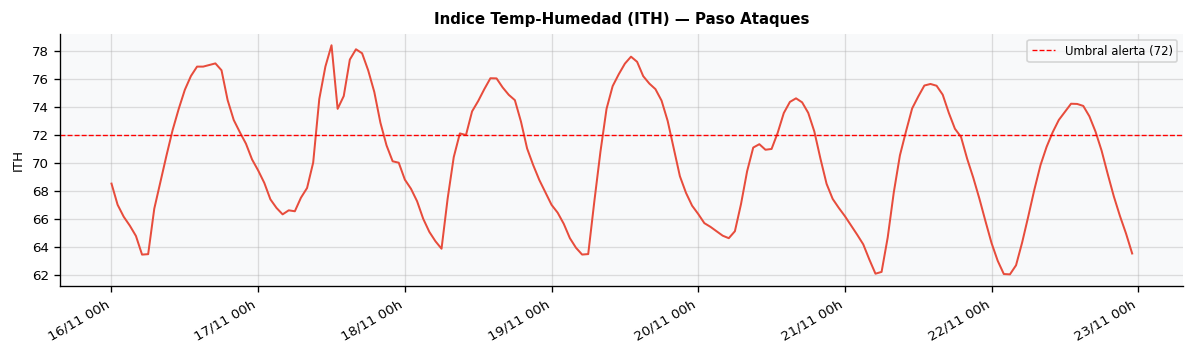 Indice Temp-Humedad (ITH) — Paso Ataques
Umbral alerta (72)
ITH
78
76
74
72
70
68
66
64
62
16/11 00h
17/11 00h
18/11 00h
19/11 00h
20/11 00h
21/11 00h
22/11 00h
23/11 00h